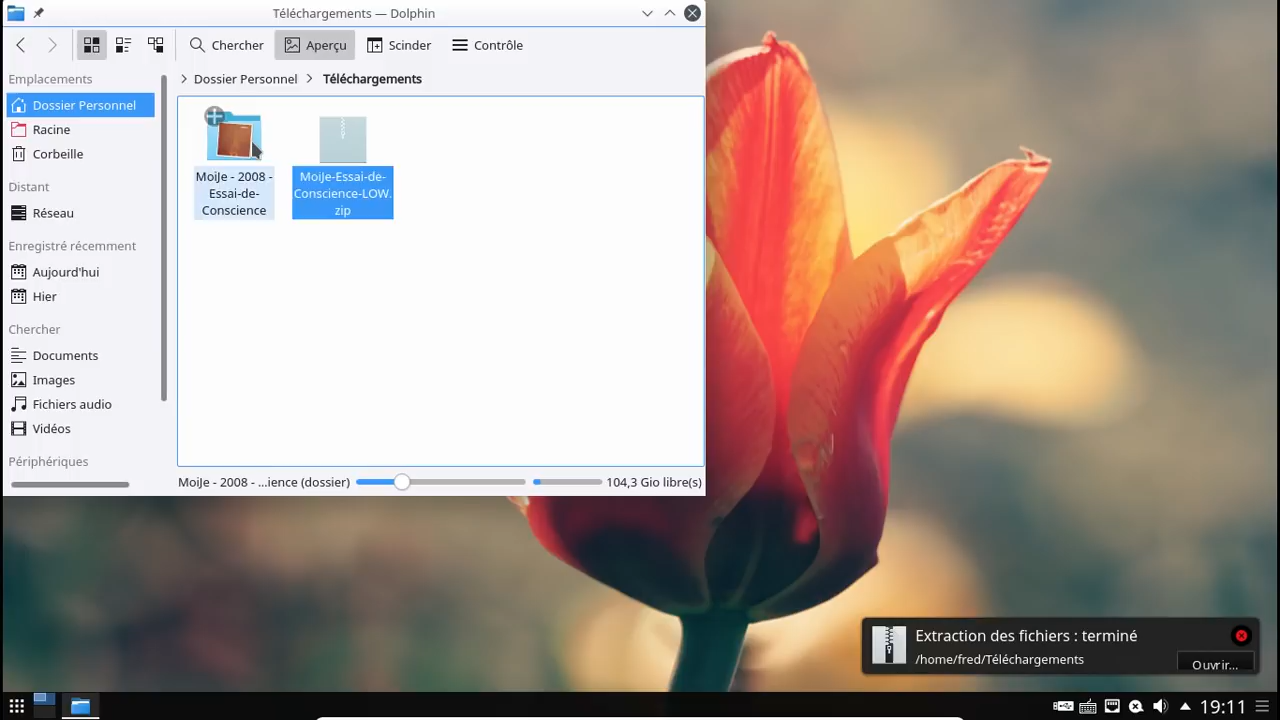 Téléchargements — Dolphin
Chercher
Aperçu
Scinder
Contrôle
Emplacements
Dossier Personnel
Racine
Corbeille
Distant
Réseau
Enregistré récemment
Aujourd'hui
Hier
Chercher
Documents
Images
Fichiers audio
Vidéos
Périphériques
Dossier Personnel
Téléchargements
MoiJe - 2008 -
Essai-de-
Conscience
MoiJe-Essai-de-
Conscience-LOW.
zip
MoiJe - 2008 - ...ience (dossier)
104,3 Gio libre(s)
Extraction des fichiers : terminé
/home/fred/Téléchargements
Ouvrir...
19:11